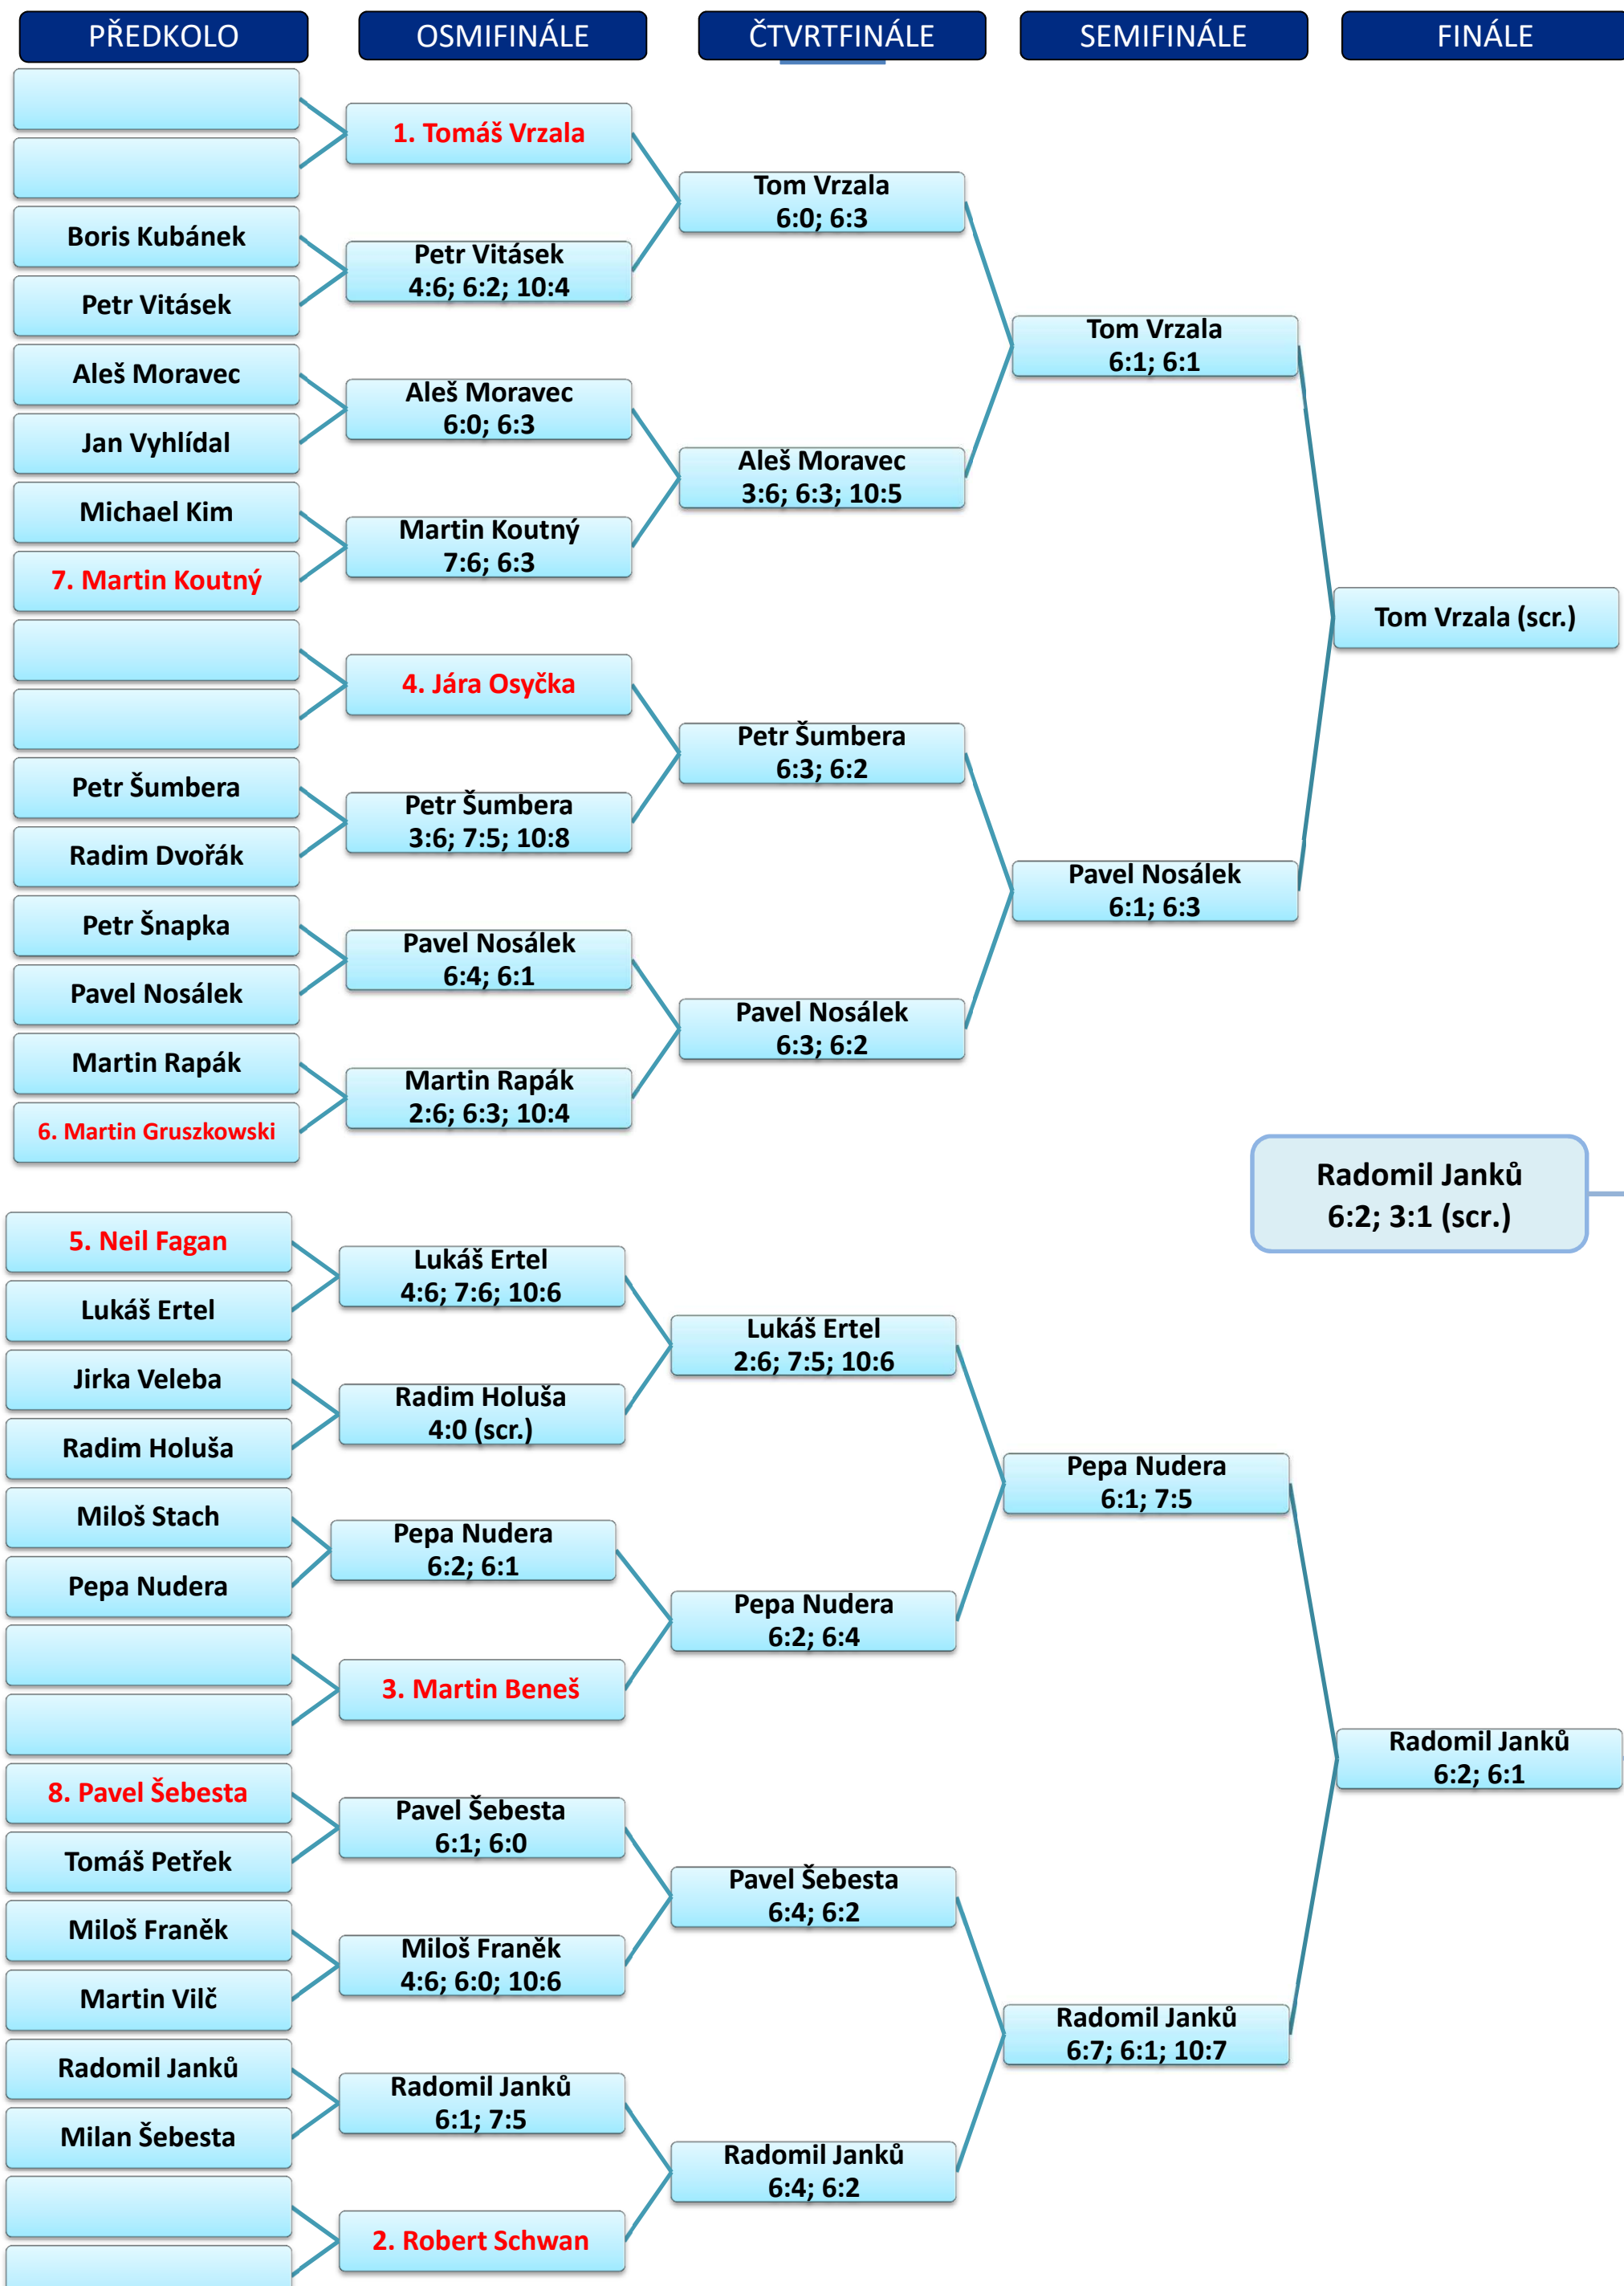 PŘEDKOLO
OSMIFINÁLE
ČTVRTFINÁLE
SEMIFINÁLE
FINÁLE
Boris Kubánek
Petr Vitásek
Aleš Moravec
Jan Vyhlídal
Michael Kim
7. Martin Koutný
Petr Šumbera
Radim Dvořák
Petr Šnapka
Pavel Nosálek
Martin Rapák
6. Martin Gruszkowski
5. Neil Fagan
Lukáš Ertel
Jirka Veleba
Radim Holuša
Miloš Stach
Pepa Nudera
8. Pavel Šebesta
Tomáš Petřek
Miloš Franěk
Martin Vilč
Radomil Janků
Milan Šebesta
1. Tomáš Vrzala
Petr Vitásek
4:6; 6:2; 10:4
Aleš Moravec
6:0; 6:3
Martin Koutný
7:6; 6:3
4. Jára Osyčka
Petr Šumbera
3:6; 7:5; 10:8
Pavel Nosálek
6:4; 6:1
Martin Rapák
2:6; 6:3; 10:4
Lukáš Ertel
4:6; 7:6; 10:6
Radim Holuša
4:0 (scr.)
Pepa Nudera
6:2; 6:1
3. Martin Beneš
Pavel Šebesta
6:1; 6:0
Miloš Franěk
4:6; 6:0; 10:6
Radomil Janků
6:1; 7:5
2. Robert Schwan
Tom Vrzala
6:0; 6:3
Aleš Moravec
3:6; 6:3; 10:5
Petr Šumbera
6:3; 6:2
Pavel Nosálek
6:3; 6:2
Lukáš Ertel
2:6; 7:5; 10:6
Pepa Nudera
6:2; 6:4
Pavel Šebesta
6:4; 6:2
Radomil Janků
6:4; 6:2
Tom Vrzala
6:1; 6:1
Pavel Nosálek
6:1; 6:3
Pepa Nudera
6:1; 7:5
Radomil Janků
6:7; 6:1; 10:7
Tom Vrzala (scr.)
Radomil Janků
6:2; 3:1 (scr.)
Radomil Janků
6:2; 6:1